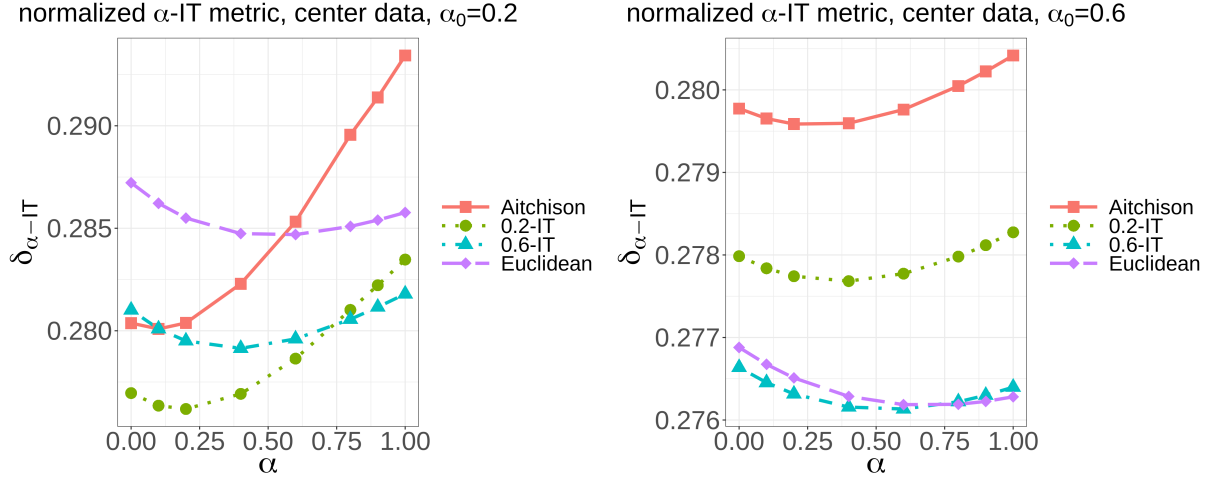 normalized α-IT metric, center data, α₀=0.2
0.290
0.285
0.280
δα−IT
0.00 0.25 0.50 0.75 1.00
α
Aitchison
0.2-IT
0.6-IT
Euclidean
normalized α-IT metric, center data, α₀=0.6
0.280
0.279
0.278
0.277
0.276
δα−IT
0.00 0.25 0.50 0.75 1.00
α
Aitchison
0.2-IT
0.6-IT
Euclidean